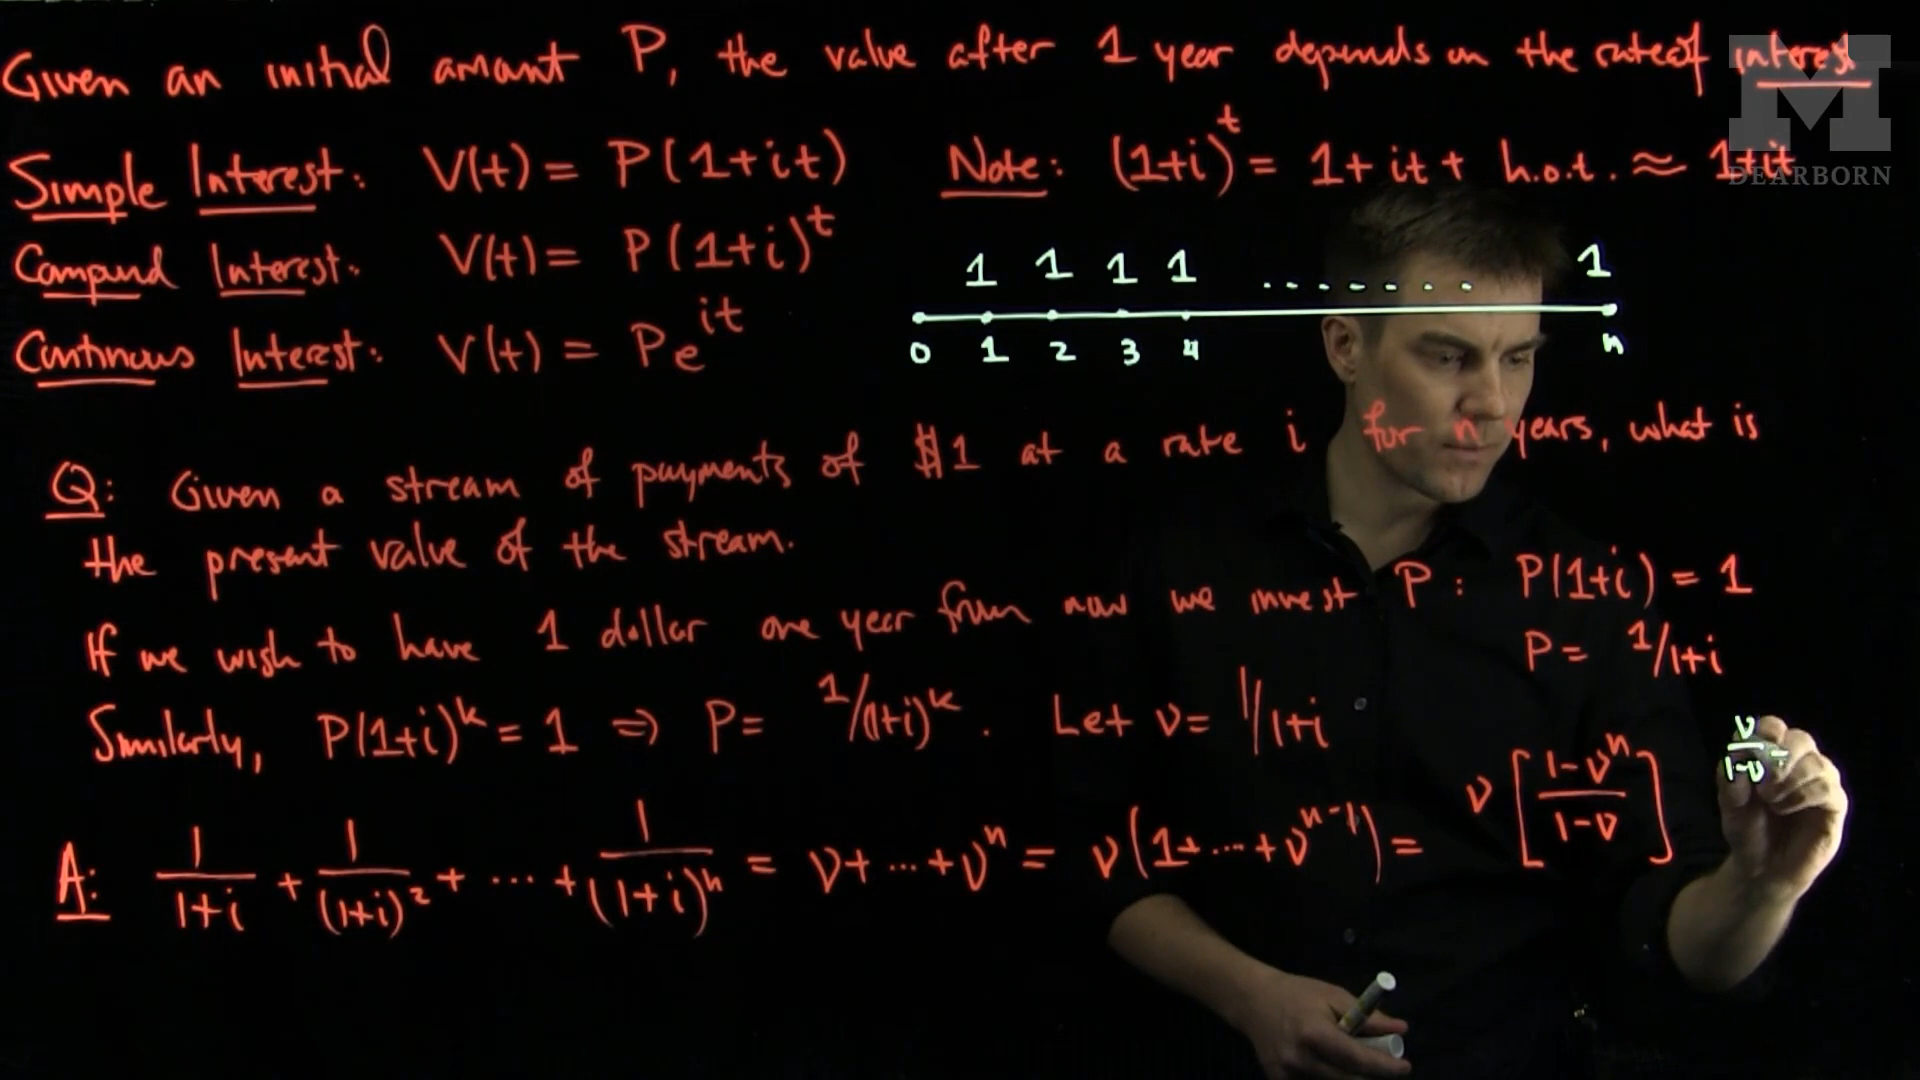 Given an initial amount P, the value after 1 year depends on the rate of interest
Simple Interest: V(t) = P(1+it) Note: (1+i)^t = 1+it+ h.o.t. ≈ 1+it
DEARBORN
Compound Interest: V(t) = P(1+i)^t
1 1 1 1 ........ 1
0 1 2 3 4 n
Continuous Interest: V(t) = Pe^it
Q: Given a stream of payments of $1 at a rate i for n years, what is
the present value of the stream.
If we wish to have 1 dollar one year from now we invest P: P(1+i) = 1
P = 1/1+i
Similarly, P(1+i)^k = 1 ⇒ P = 1/(1+i)^k. Let ν = 1/1+i
A: 1/(1+i) + 1/(1+i)^2 + ... + 1/(1+i)^n = ν + ... + ν^n = ν(1+ ... + ν^n-1) = ν[(1-ν^n)/(1-ν)] ν/(1-ν) =